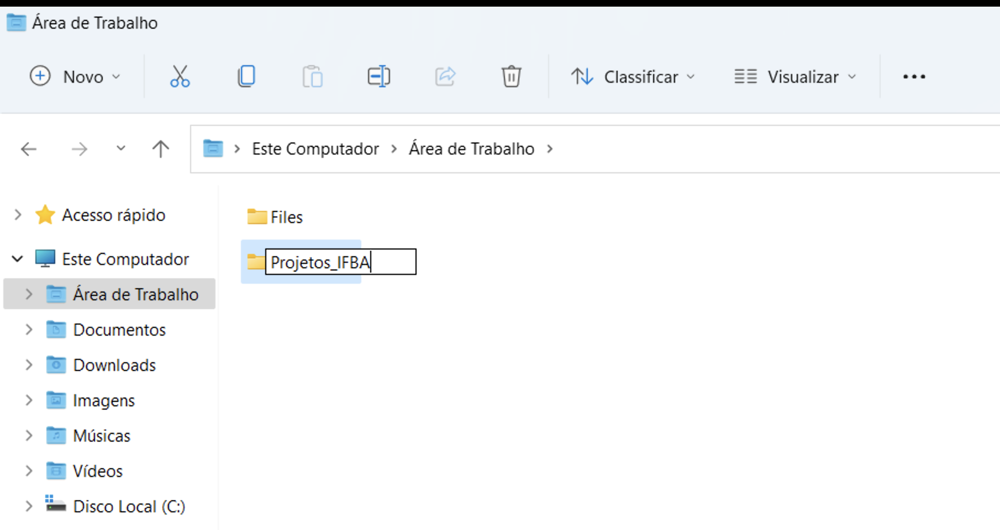 Área de Trabalho
Novo
Classificar
Visualizar
Este Computador
Área de Trabalho
Acesso rápido
Este Computador
Área de Trabalho
Documentos
Downloads
Imagens
Músicas
Vídeos
Disco Local (C:)
Files
Projetos_IFBA